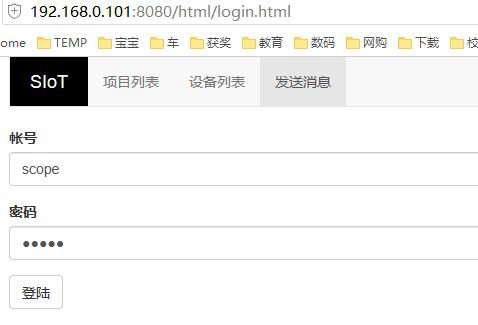 192.168.0.101:8080/html/login.html
ome TEMP 宝宝 车 获奖 教育 数码 网购 下载 校
SIoT 项目列表 设备列表 发送消息
帐号
scope
密码
●●●●●
登陆